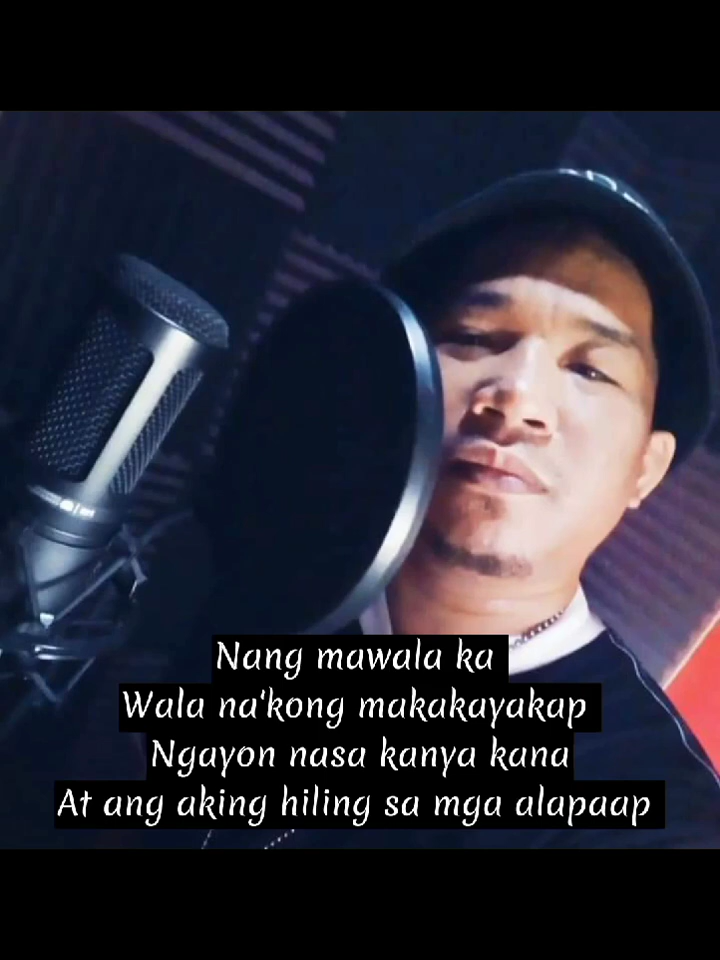 Nang mawala ka
Wala na'kong makakayakap
Ngayon nasa kanya kana
At ang aking hiling sa mga alapaap